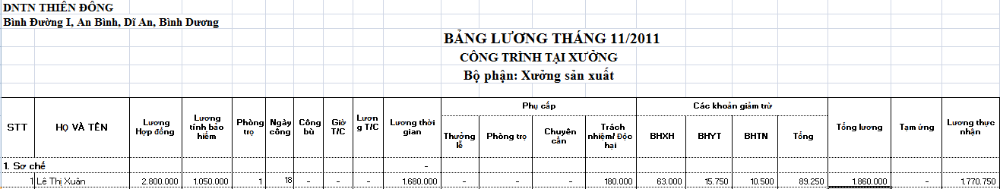 DNTN THIÊN ĐÔNG
Bình Đường I, An Bình, Dĩ An, Bình Dương
BẢNG LƯƠNG THÁNG 11/2011
CÔNG TRÌNH TẠI XƯỞNG
Bộ phận: Xưởng sản xuất
STT HỌ VÀ TÊN Lương Hợp đồng Lương tính bảo hiểm Phòng trọ Ngày công Công bù Giờ T/C Lươn g T/C Lương thời gian Phụ cấp Các khoản giảm trừ Tổng lương Tạm ứng Lương thực nhận
Thưởng lễ Phòng trọ Chuyên cần Trách nhiệm/ Độc hại BHXH BHYT BHTN Tổng
1. Sơ chế -
1 Lê Thị Xuân 2.800.000 1.050.000 1 18 - - - 1.680.000 - - - 180.000 63.000 15.750 10.500 89.250 1.860.000 - 1.770.750